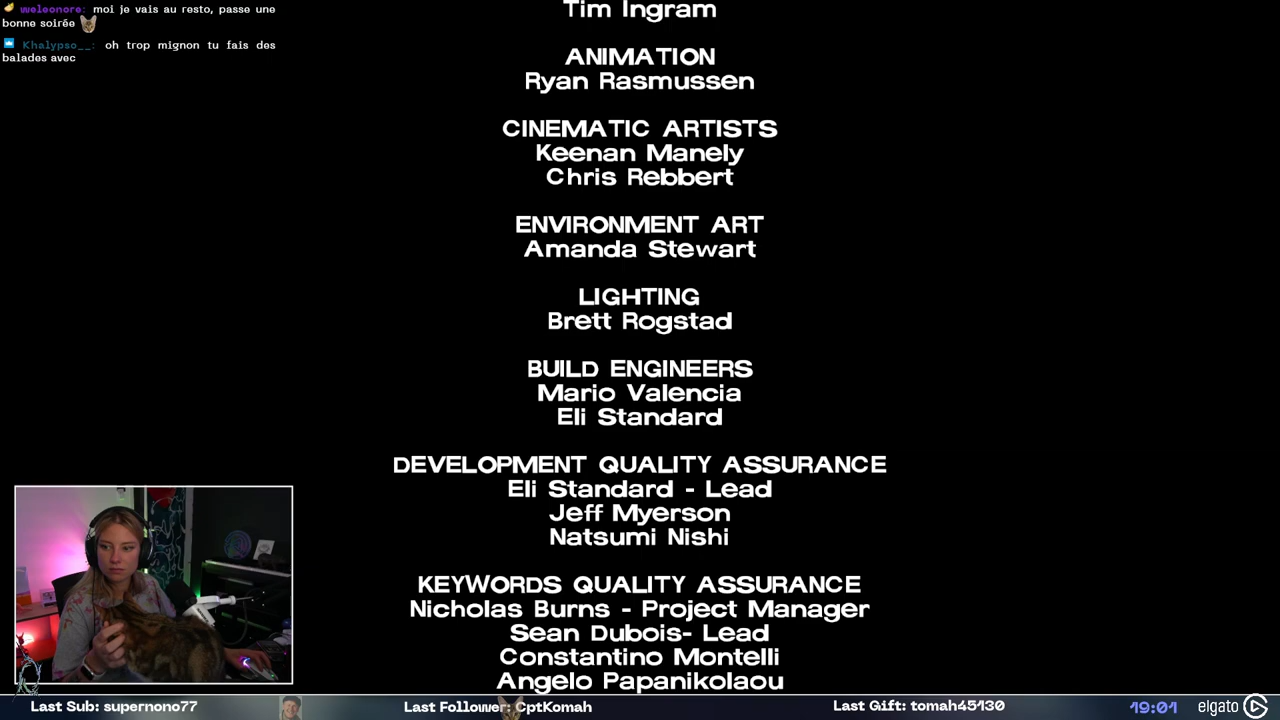 weleonore: moi je vais au resto, passe une
bonne soirée
Khalypso__: oh trop mignon tu fais des
balades avec
Tim Ingram
ANIMATION
Ryan Rasmussen
CINEMATIC ARTISTS
Keenan Manely
Chris Rebbert
ENVIRONMENT ART
Amanda Stewart
LIGHTING
Brett Rogstad
BUILD ENGINEERS
Mario Valencia
Eli Standard
DEVELOPMENT QUALITY ASSURANCE
Eli Standard - Lead
Jeff Myerson
Natsumi Nishi
KEYWORDS QUALITY ASSURANCE
Nicholas Burns - Project Manager
Sean Dubois- Lead
Constantino Montelli
Angelo Papanikolaou
Last Sub: supernono77
Last Follower: CptKomah
Last Gift: tomah45130
19:01
elgato